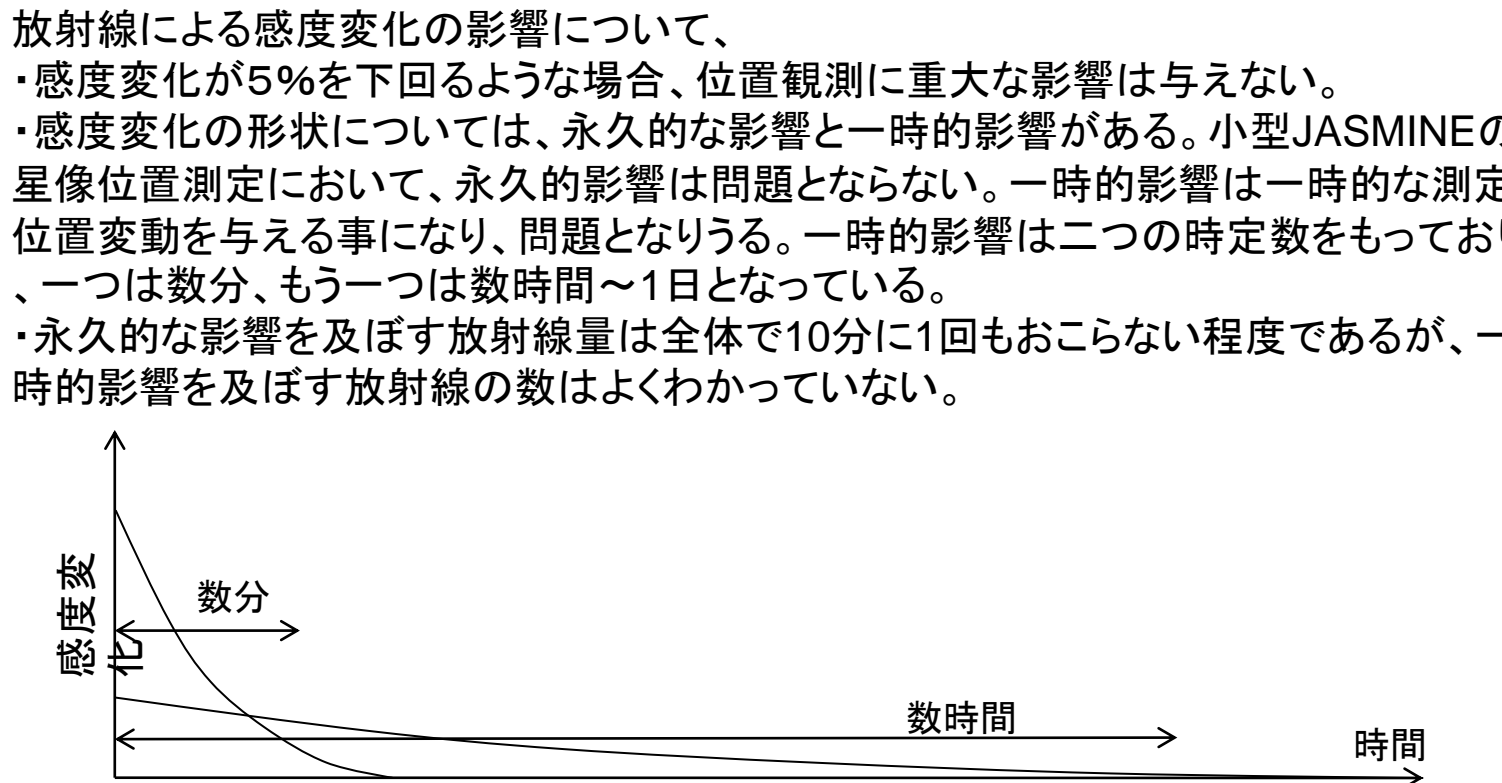 放射線による感度変化の影響について、
・感度変化が5%を下回るような場合、位置観測に重大な影響は与えない。
・感度変化の形状については、永久的な影響と一時的影響がある。小型JASMINEの
星像位置測定において、永久的影響は問題とならない。一時的影響は一時的な測定
位置変動を与える事になり、問題となりうる。一時的影響は二つの時定数をもっており
、一つは数分、もう一つは数時間～1日となっている。
・永久的な影響を及ぼす放射線量は全体で10分に1回もおこらない程度であるが、一
時的影響を及ぼす放射線の数はよくわかっていない。
感度変
化
数分
数時間
時間